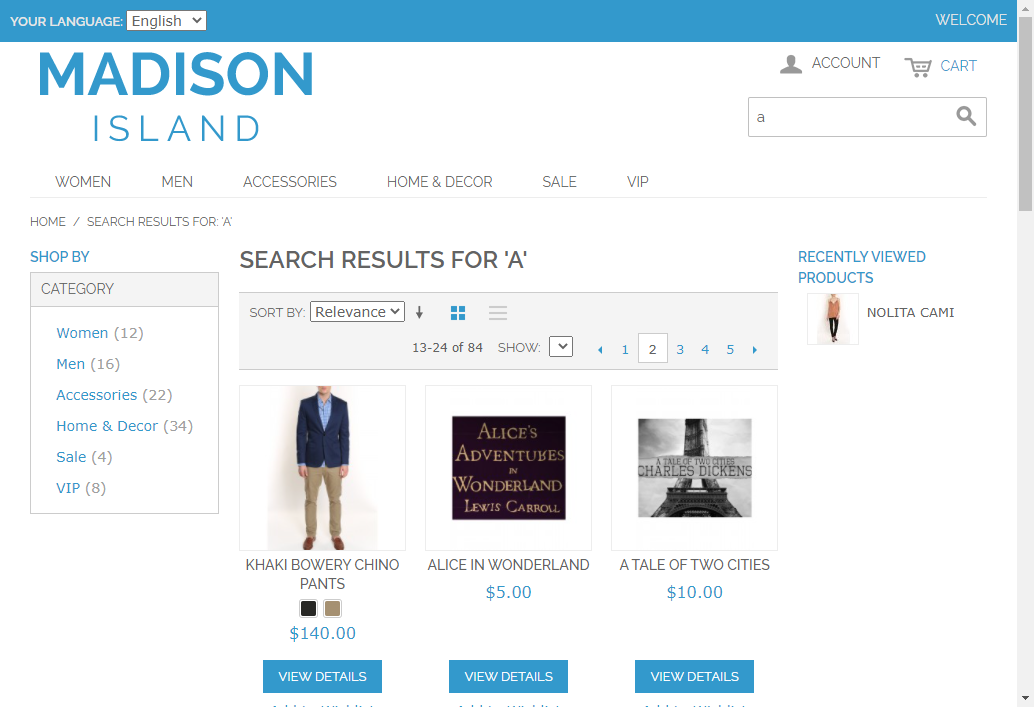 YOUR LANGUAGE: English
WELCOME
MADISON
ISLAND
ACCOUNT
CART
a
WOMEN
MEN
ACCESSORIES
HOME & DECOR
SALE
VIP
HOME / SEARCH RESULTS FOR: 'A'
SHOP BY
CATEGORY
Women (12)
Men (16)
Accessories (22)
Home & Decor (34)
Sale (4)
VIP (8)
SEARCH RESULTS FOR 'A'
SORT BY: Relevance
13-24 of 84 SHOW:
1 2 3 4 5
KHAKI BOWERY CHINO
PANTS
$140.00
VIEW DETAILS
ALICE'S
ADVENTURES
IN
WONDERLAND
LEWIS CARROLL
ALICE IN WONDERLAND
$5.00
VIEW DETAILS
A TALE OF TWO CITIES
CHARLES DICKENS
A TALE OF TWO CITIES
$10.00
VIEW DETAILS
RECENTLY VIEWED
PRODUCTS
NOLITA CAMI